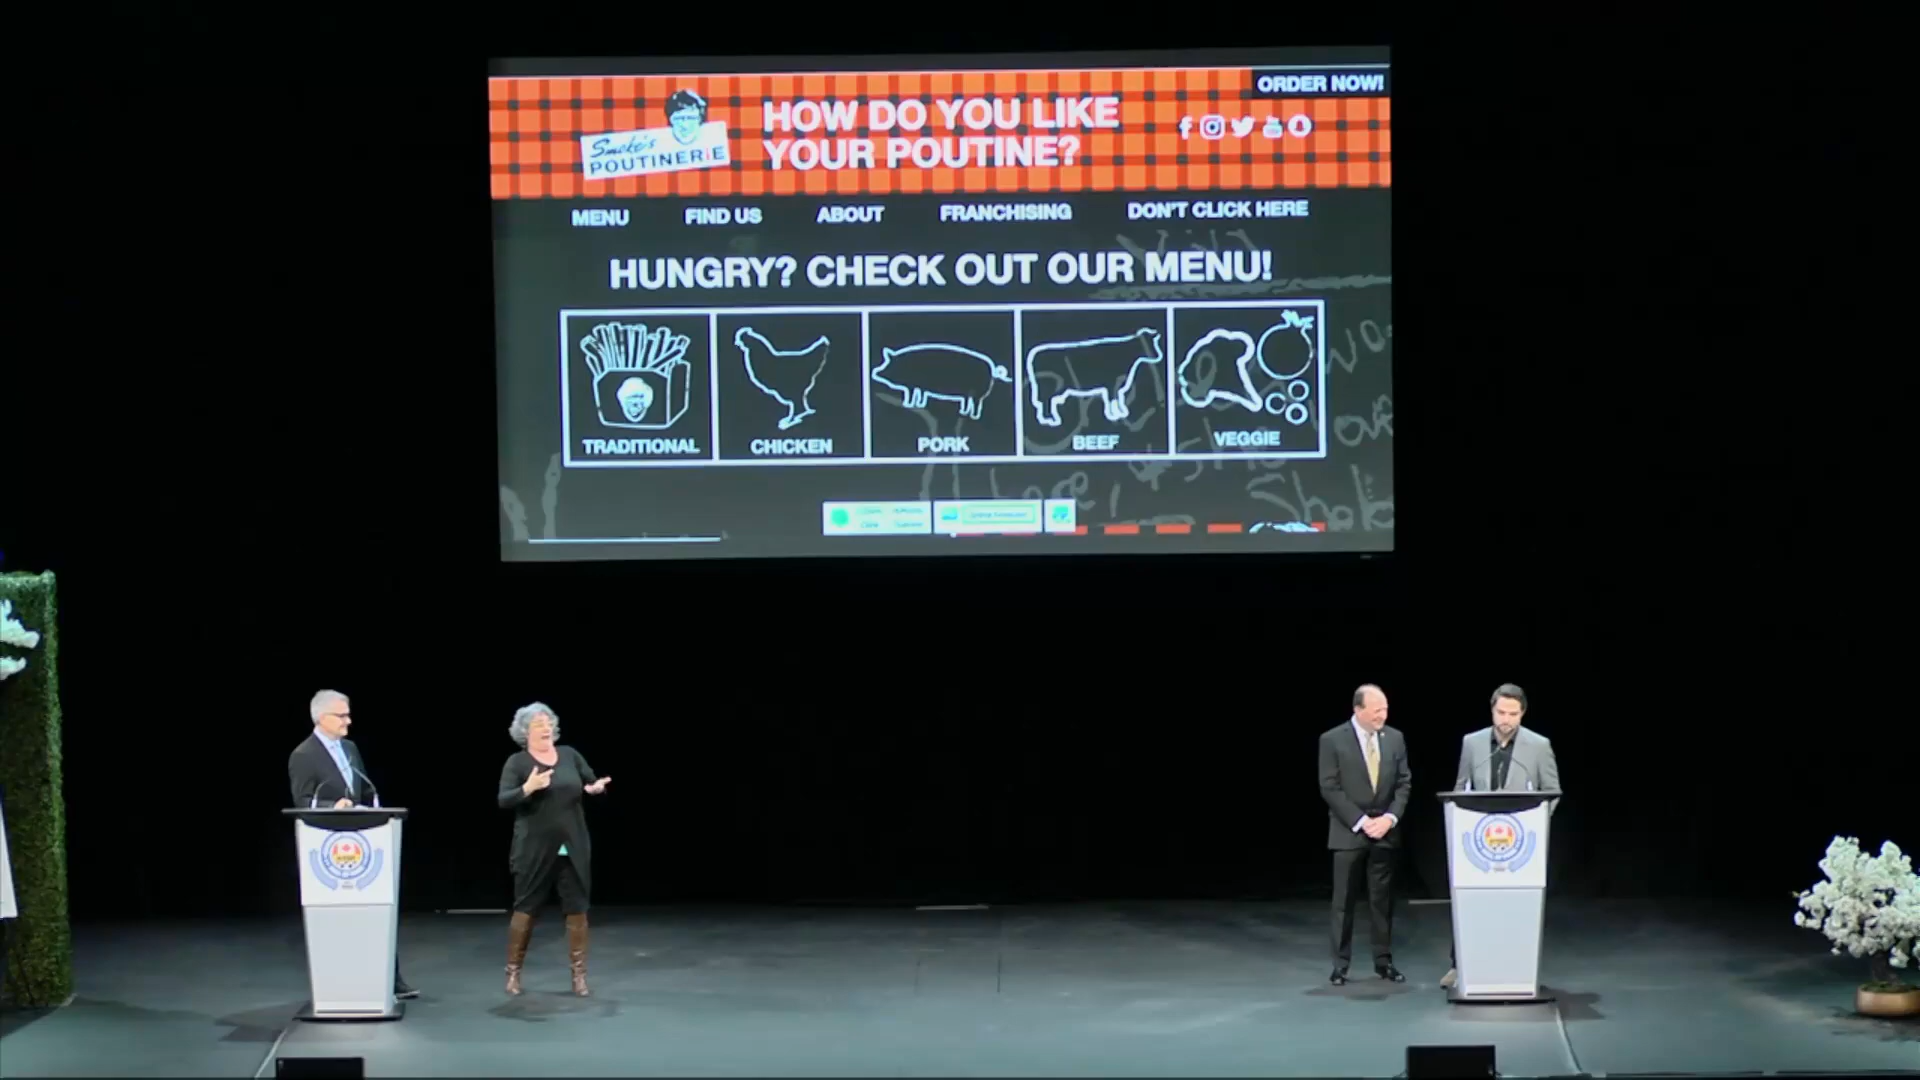 ORDER NOW!
Smoke's
POUTINERiE
HOW DO YOU LIKE
YOUR POUTINE?
MENU FIND US ABOUT FRANCHISING DON'T CLICK HERE
HUNGRY? CHECK OUT OUR MENU!
TRADITIONAL CHICKEN PORK BEEF VEGGIE